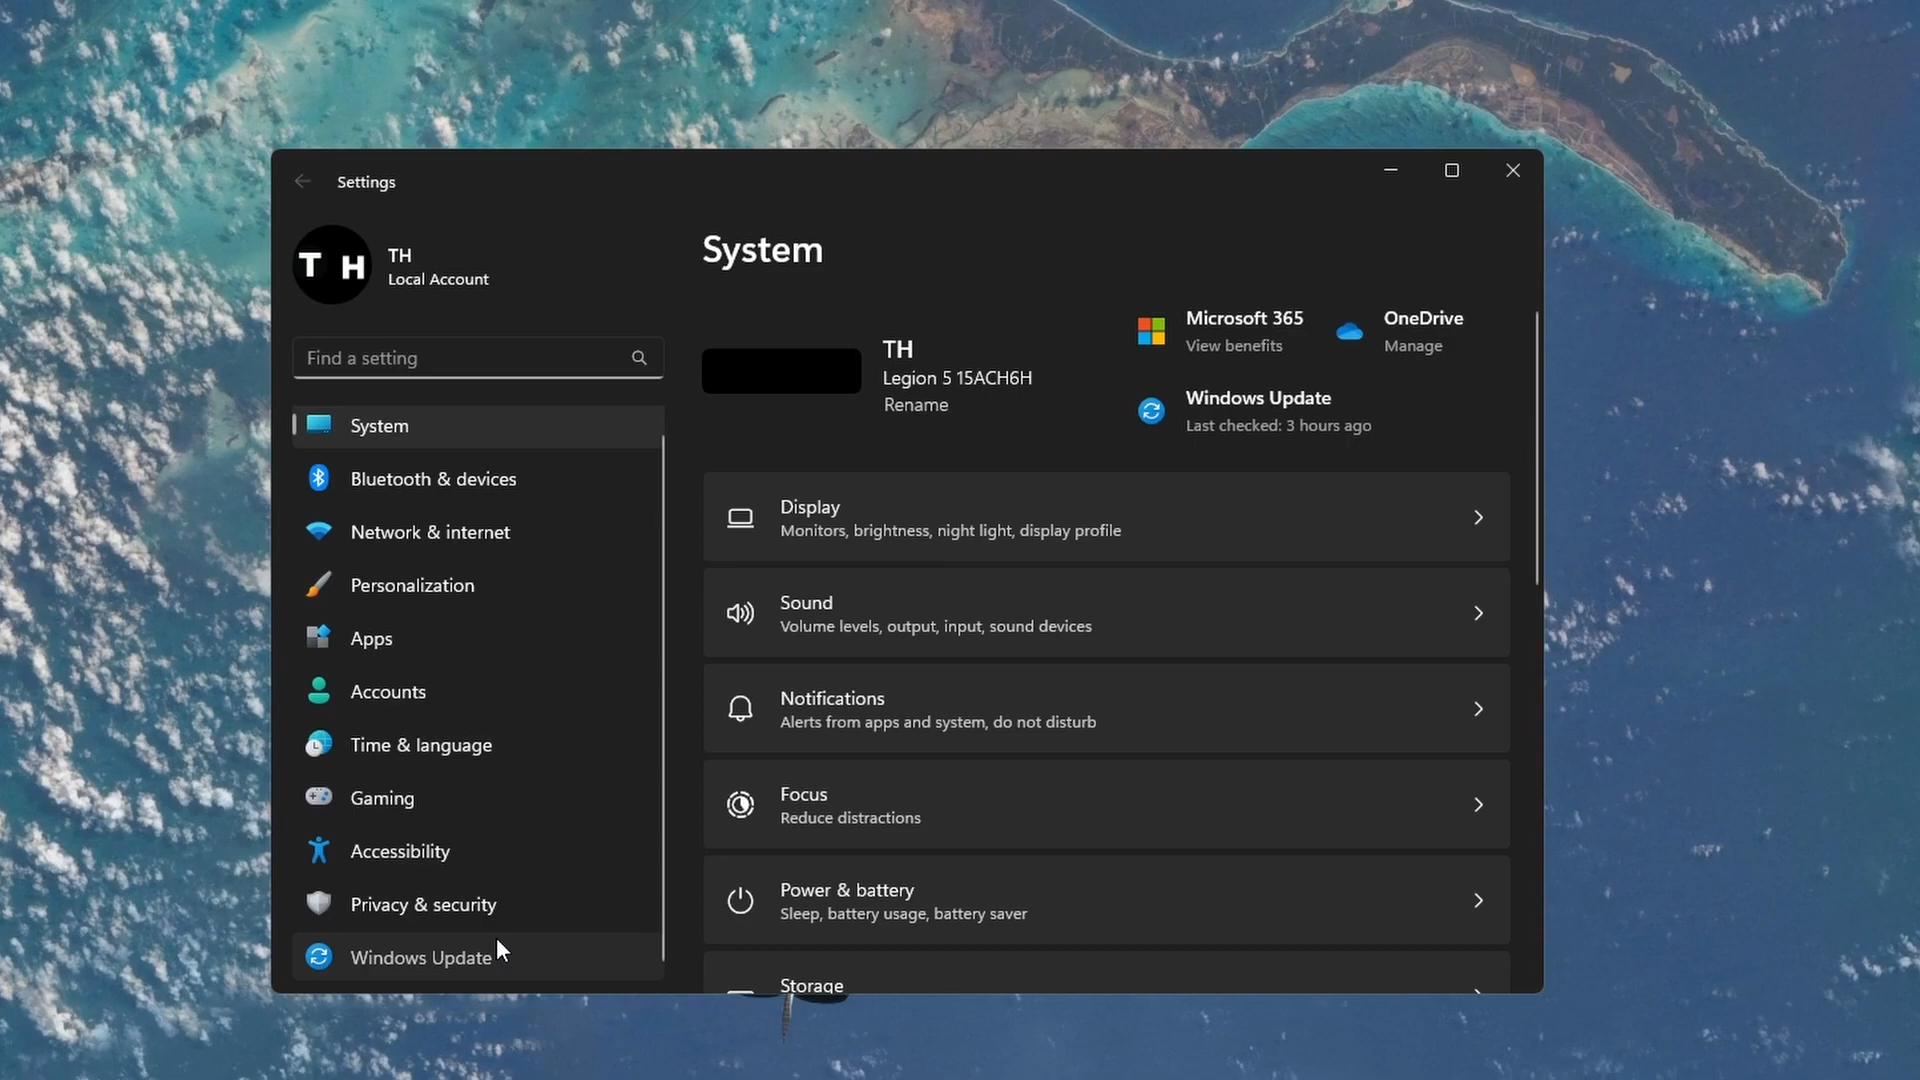 Settings
TH
Local Account
Find a setting
System
Bluetooth & devices
Network & internet
Personalization
Apps
Accounts
Time & language
Gaming
Accessibility
Privacy & security
Windows Update
System
TH
Legion 5 15ACH6H
Rename
Microsoft 365
View benefits
OneDrive
Manage
Windows Update
Last checked: 3 hours ago
Display
Monitors, brightness, night light, display profile
Sound
Volume levels, output, input, sound devices
Notifications
Alerts from apps and system, do not disturb
Focus
Reduce distractions
Power & battery
Sleep, battery usage, battery saver
Storage